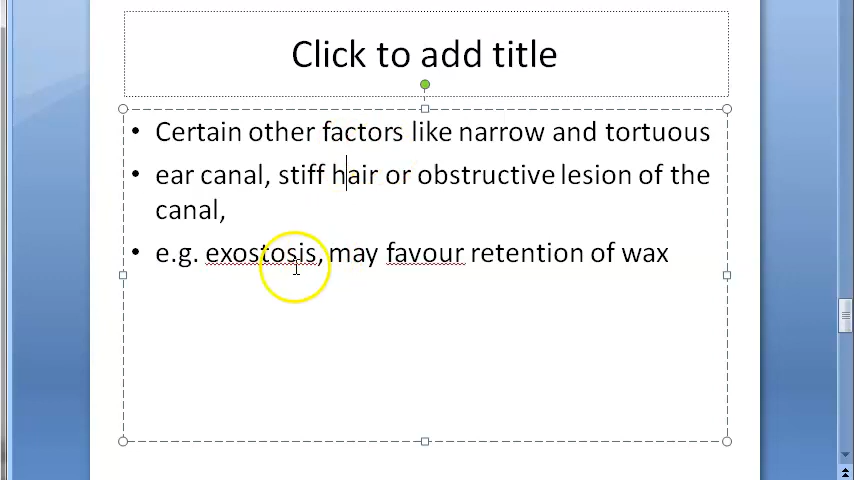 Click to add title
• Certain other factors like narrow and tortuous
• ear canal, stiff hair or obstructive lesion of the
canal,
• e.g. exostosis, may favour retention of wax